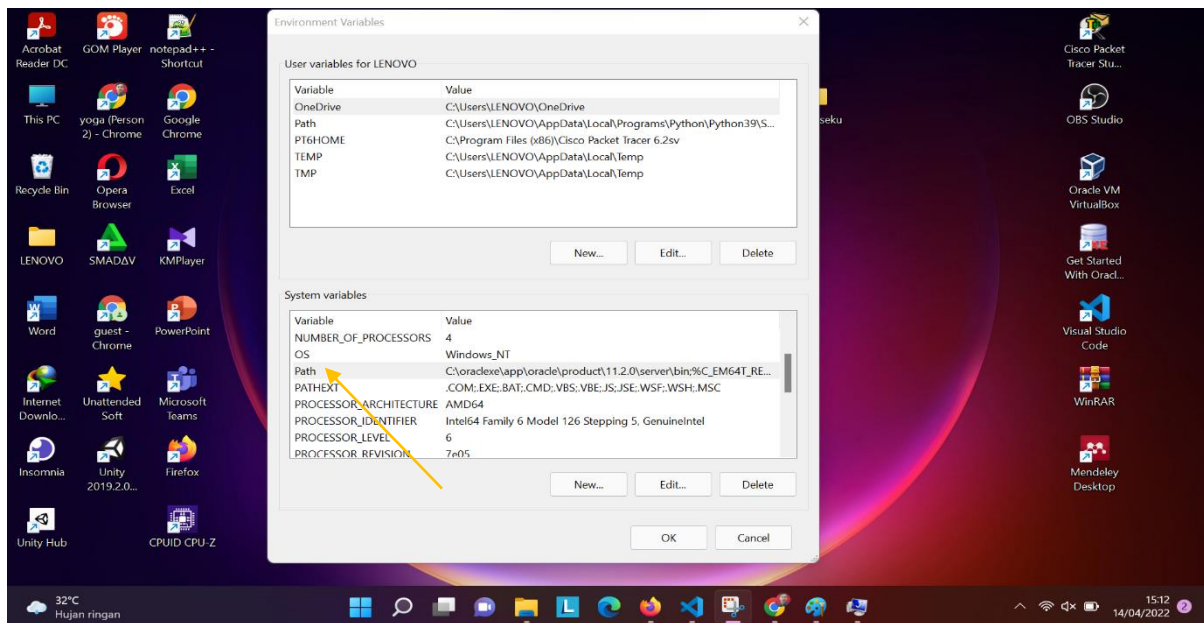 Acrobat
Reader DC
GOM Player
notepad++ -
Shortcut
This PC
yoga (Person
2) - Chrome
Google
Chrome
Recycle Bin
Opera
Browser
Excel
LENOVO
SMADΔV
KMPlayer
Word
guest -
Chrome
PowerPoint
Internet
Downlo...
Unattended
Soft
Microsoft
Teams
Insomnia
Unity
2019.2.0...
Firefox
Unity Hub
CPUID CPU-Z
Environment Variables
User variables for LENOVO
Variable Value
OneDrive C:\Users\LENOVO\OneDrive
Path C:\Users\LENOVO\AppData\Local\Programs\Python\Python39\S...
PT6HOME C:\Program Files (x86)\Cisco Packet Tracer 6.2sv
TEMP C:\Users\LENOVO\AppData\Local\Temp
TMP C:\Users\LENOVO\AppData\Local\Temp
New... Edit... Delete
System variables
Variable Value
NUMBER_OF_PROCESSORS 4
OS Windows_NT
Path C:\oraclexe\app\oracle\product\11.2.0\server\bin;%C_EM64T_RE...
PATHEXT .COM;.EXE;.BAT;.CMD;.VBS;.VBE;.JS;.JSE;.WSF;.WSH;.MSC
PROCESSOR_ARCHITECTURE AMD64
PROCESSOR_IDENTIFIER Intel64 Family 6 Model 126 Stepping 5, GenuineIntel
PROCESSOR_LEVEL 6
PROCESSOR_REVISION 7e05
New... Edit... Delete
OK Cancel
seku
Cisco Packet
Tracer Stu...
OBS Studio
Oracle VM
VirtualBox
Get Started
With Oracl...
Visual Studio
Code
WinRAR
Mendeley
Desktop
32°C
Hujan ringan
15:12
14/04/2022
2